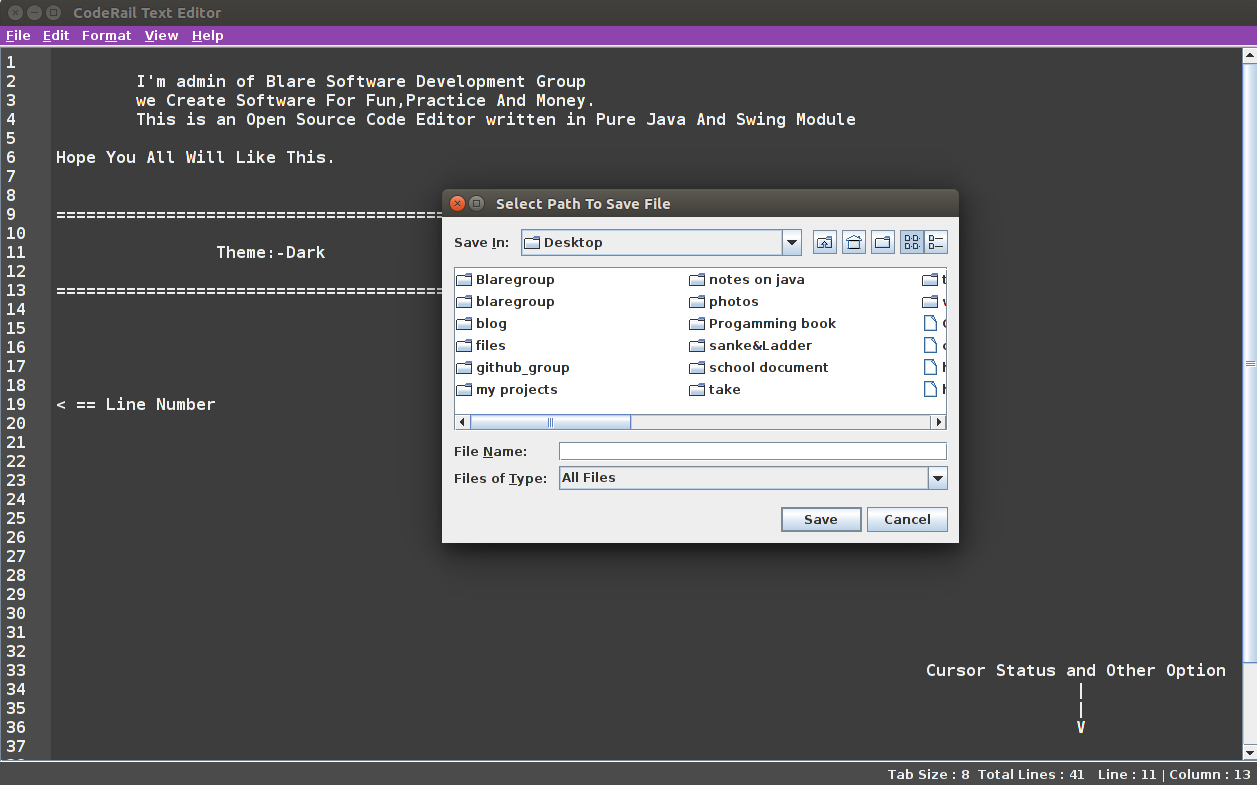 CodeRail Text Editor
File Edit Format View Help
1
2 I'm admin of Blare Software Development Group
3 we Create Software For Fun,Practice And Money.
4 This is an Open Source Code Editor written in Pure Java And Swing Module
5
6 Hope You All Will Like This.
7
8
9 =======================================
10
11 Theme:-Dark
12
13 =======================================
14
15
16
17
18
19 < == Line Number
20
21
22
23
24
25
26
27
28
29
30
31
32
33 Cursor Status and Other Option
34 |
35 |
36 V
37
Select Path To Save File
Save In: Desktop
Blaregroup
blaregroup
blog
files
github_group
my projects
notes on java
photos
Progamming book
sanke&Ladder
school document
take
File Name:
Files of Type: All Files
Save Cancel
Tab Size : 8 Total Lines : 41 Line : 11 | Column : 13